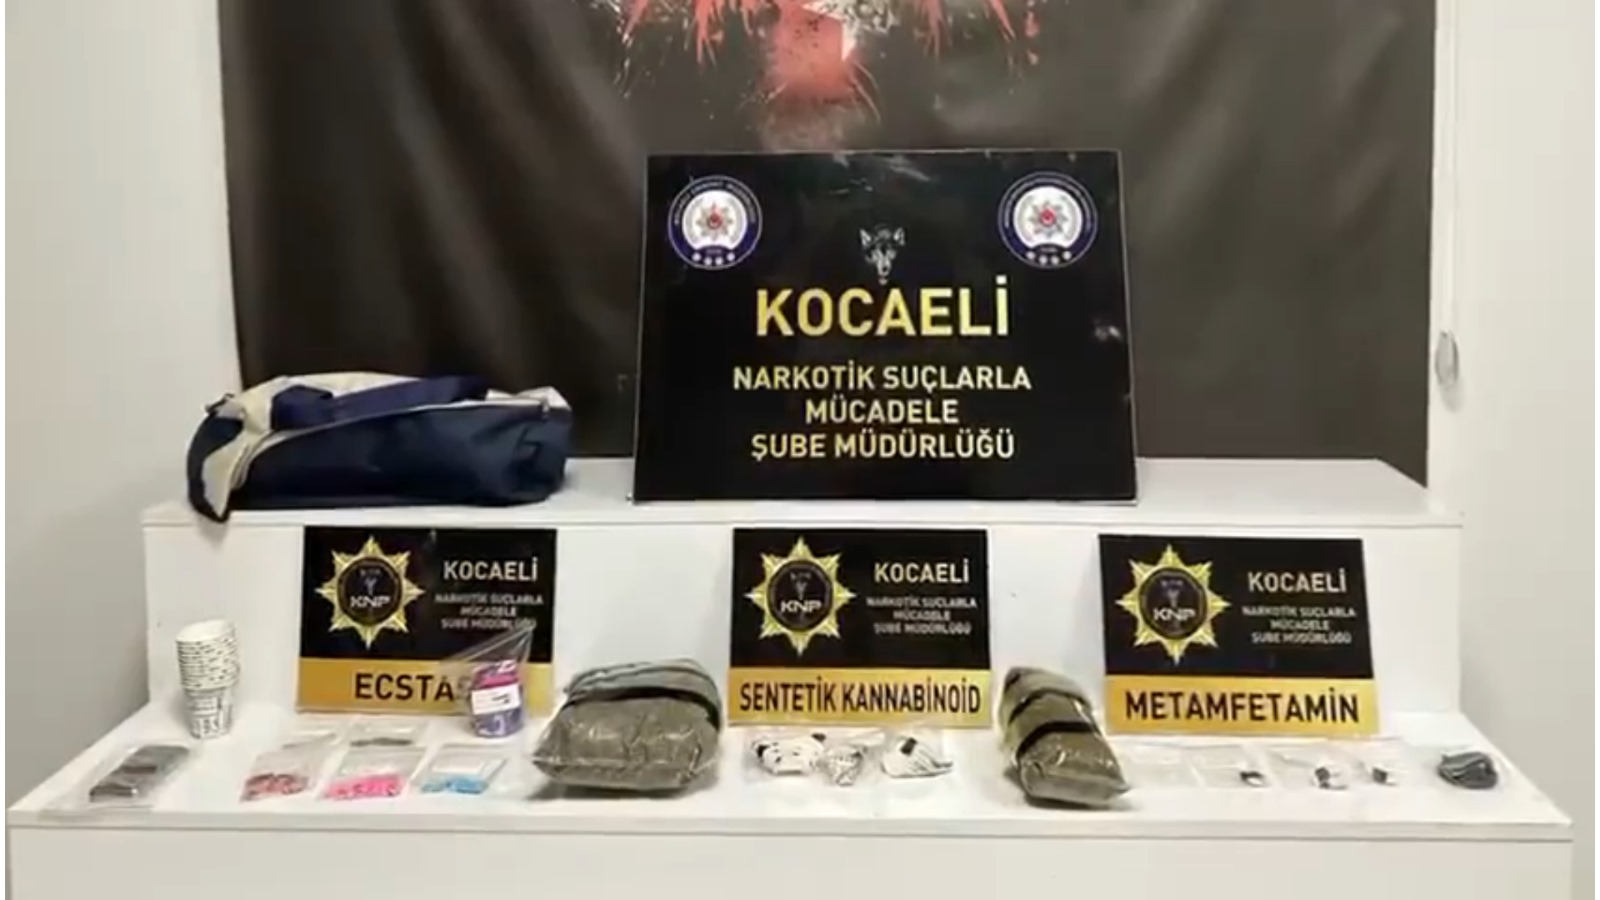 KOCAELİ
NARKOTİK SUÇLARLA
MÜCADELE
ŞUBE MÜDÜRLÜĞÜ
KNP
KOCAELİ
NARKOTİK SUÇLARLA
MÜCADELE
ŞUBE MÜDÜRLÜĞÜ
KNP
KOCAELİ
NARKOTİK SUÇLARLA
MÜCADELE
ŞUBE MÜDÜRLÜĞÜ
SENTETİK KANNABİNOİD
KNP
KOCAELİ
NARKOTİK SUÇLARLA
MÜCADELE
ŞUBE MÜDÜRLÜĞÜ
METAMFETAMİN